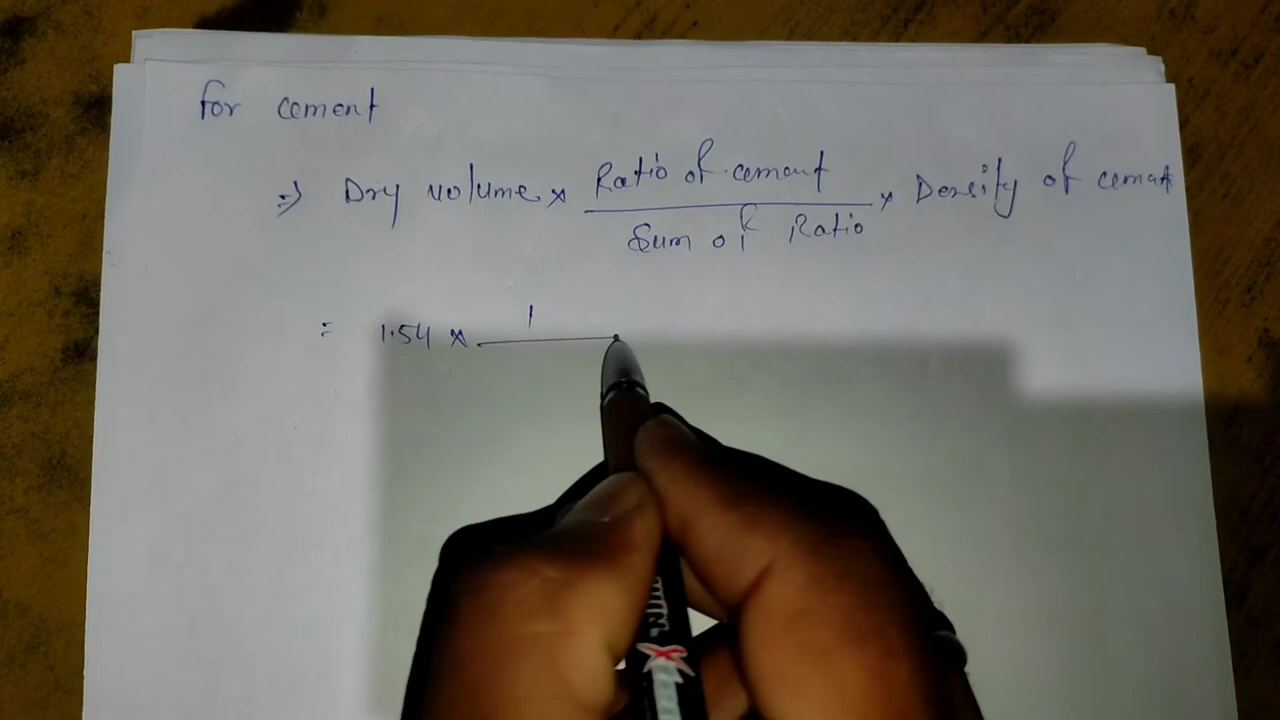 For cement
⇒ Dry volume × Ratio of cement / Sum of Ratio × Density of cement
= 1.54 × 1